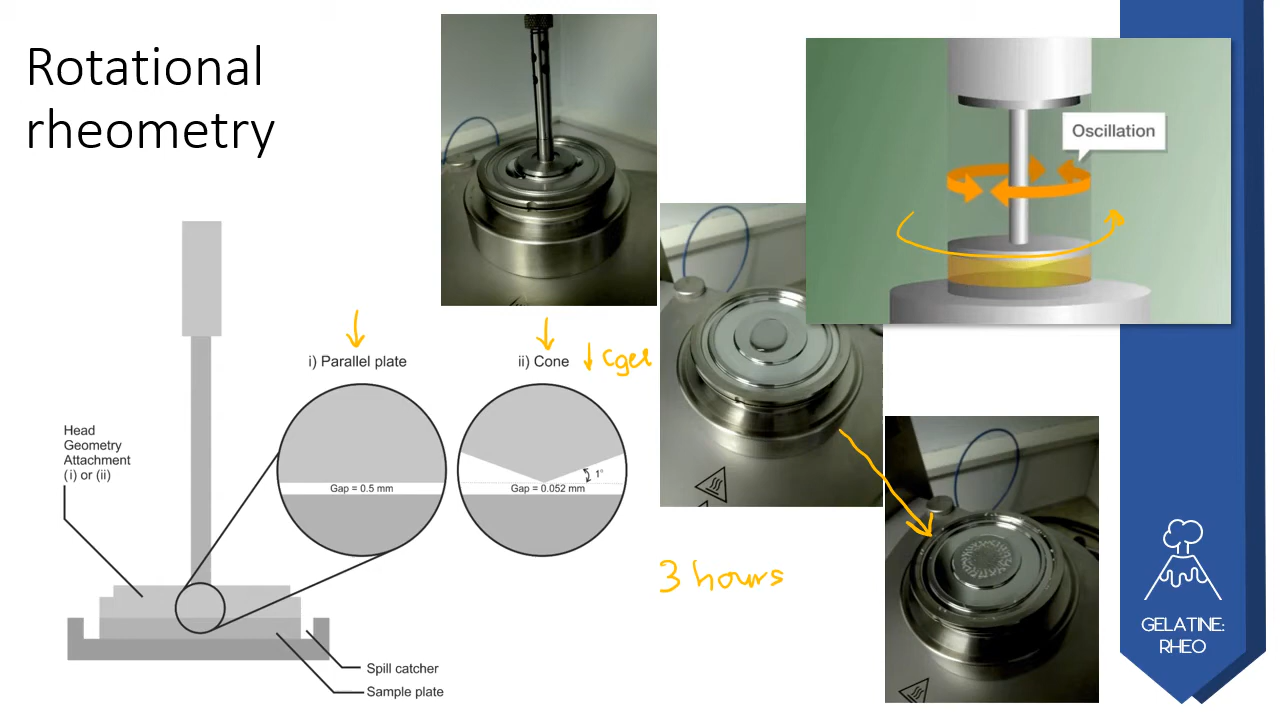 Rotational
rheometry
Oscillation
i) Parallel plate
ii) Cone
↓ Cgel
Head
Geometry
Attachment
(i) or (ii)
Gap = 0.5 mm
Gap = 0.052 mm
1°
3 hours
Spill catcher
Sample plate
GELATINE:
RHEO